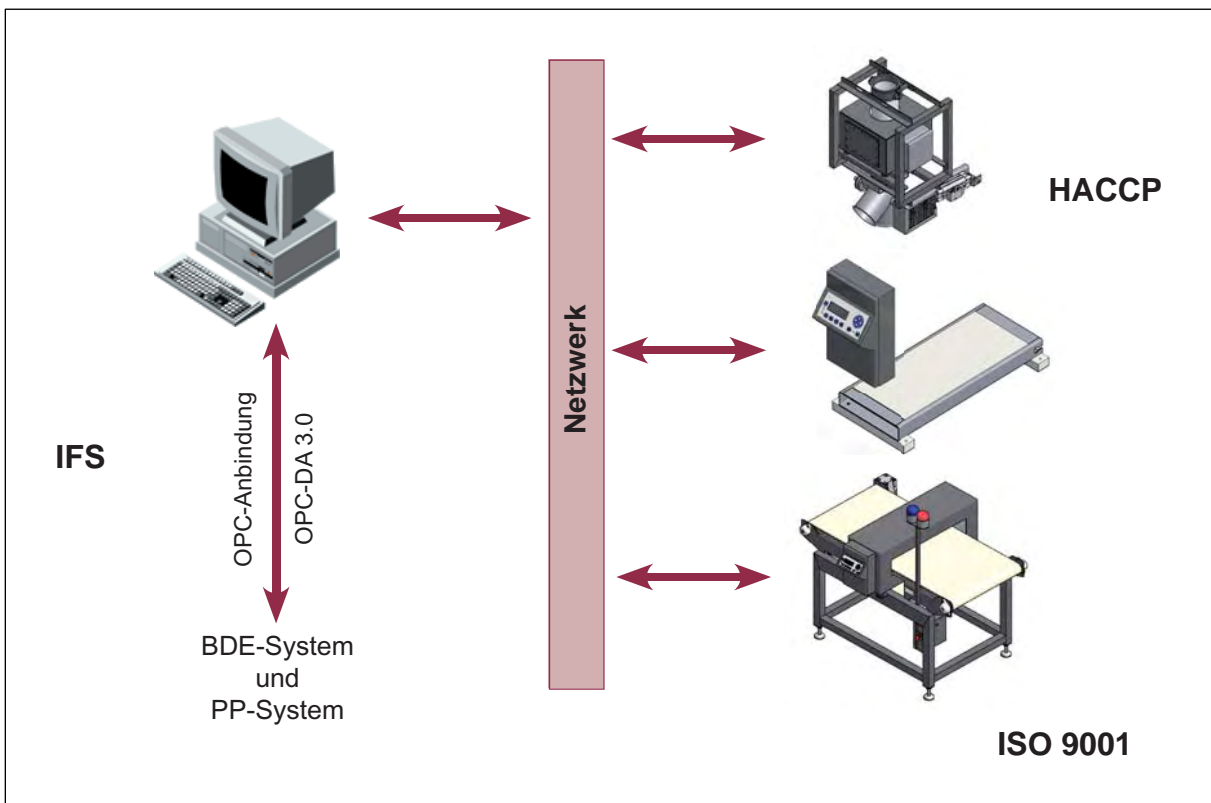 HACCP
Netzwerk
IFS
OPC-Anbindung
OPC-DA 3.0
BDE-System
und
PP-System
ISO 9001